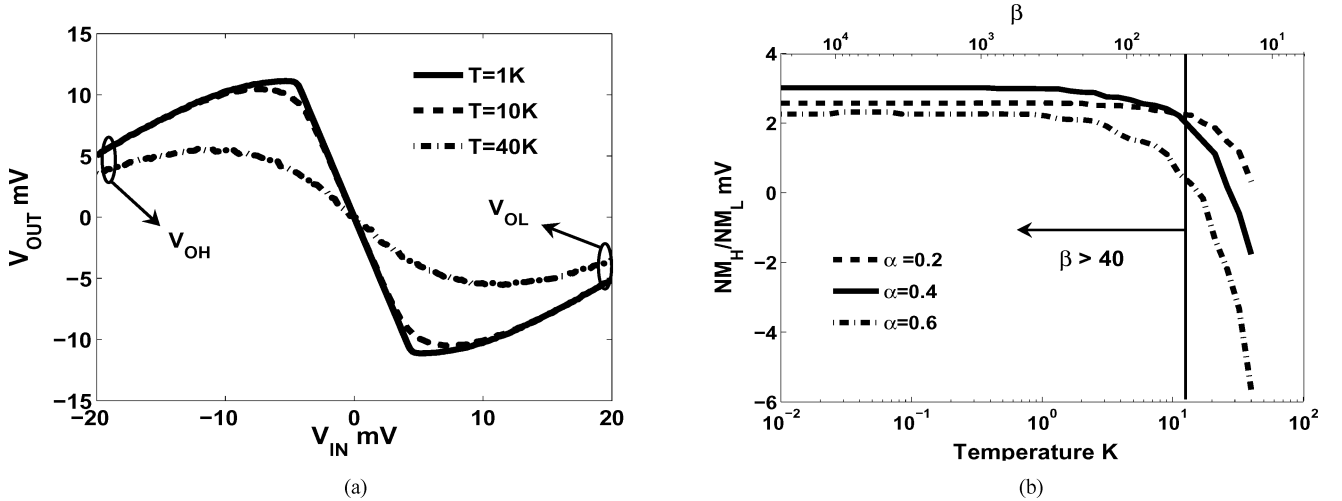 15
10
5
0
−5
−10
−15
V_OUT mV
−20
−10
0
10
20
V_IN mV
T=1K
T=10K
T=40K
V_OH
V_OL
(a)
β
10^4
10^3
10^2
10^1
4
2
0
−2
−4
−6
NM_H/NM_L mV
β > 40
α =0.2
α=0.4
α=0.6
10^−2
10^−1
10^0
10^1
10^2
Temperature K
(b)